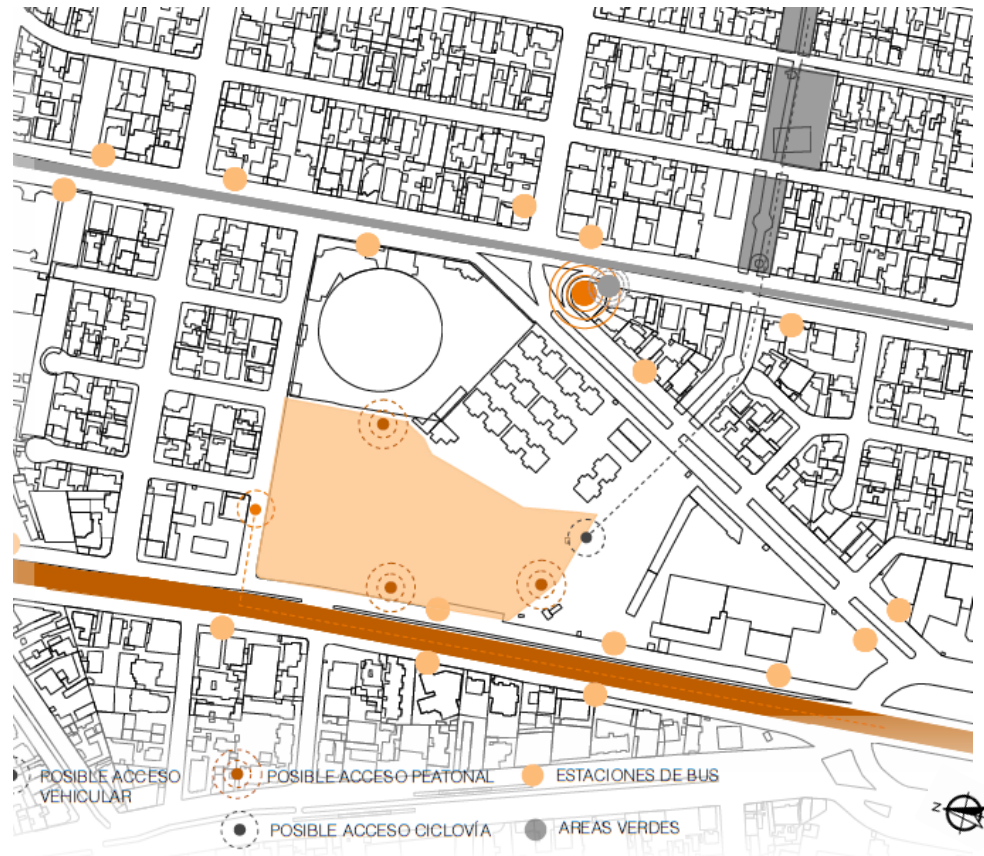 POSIBLE ACCESO
VEHICULAR
POSIBLE ACCESO PEATONAL
ESTACIONES DE BUS
POSIBLE ACCESO CICLOVÍA
AREAS VERDES
Z